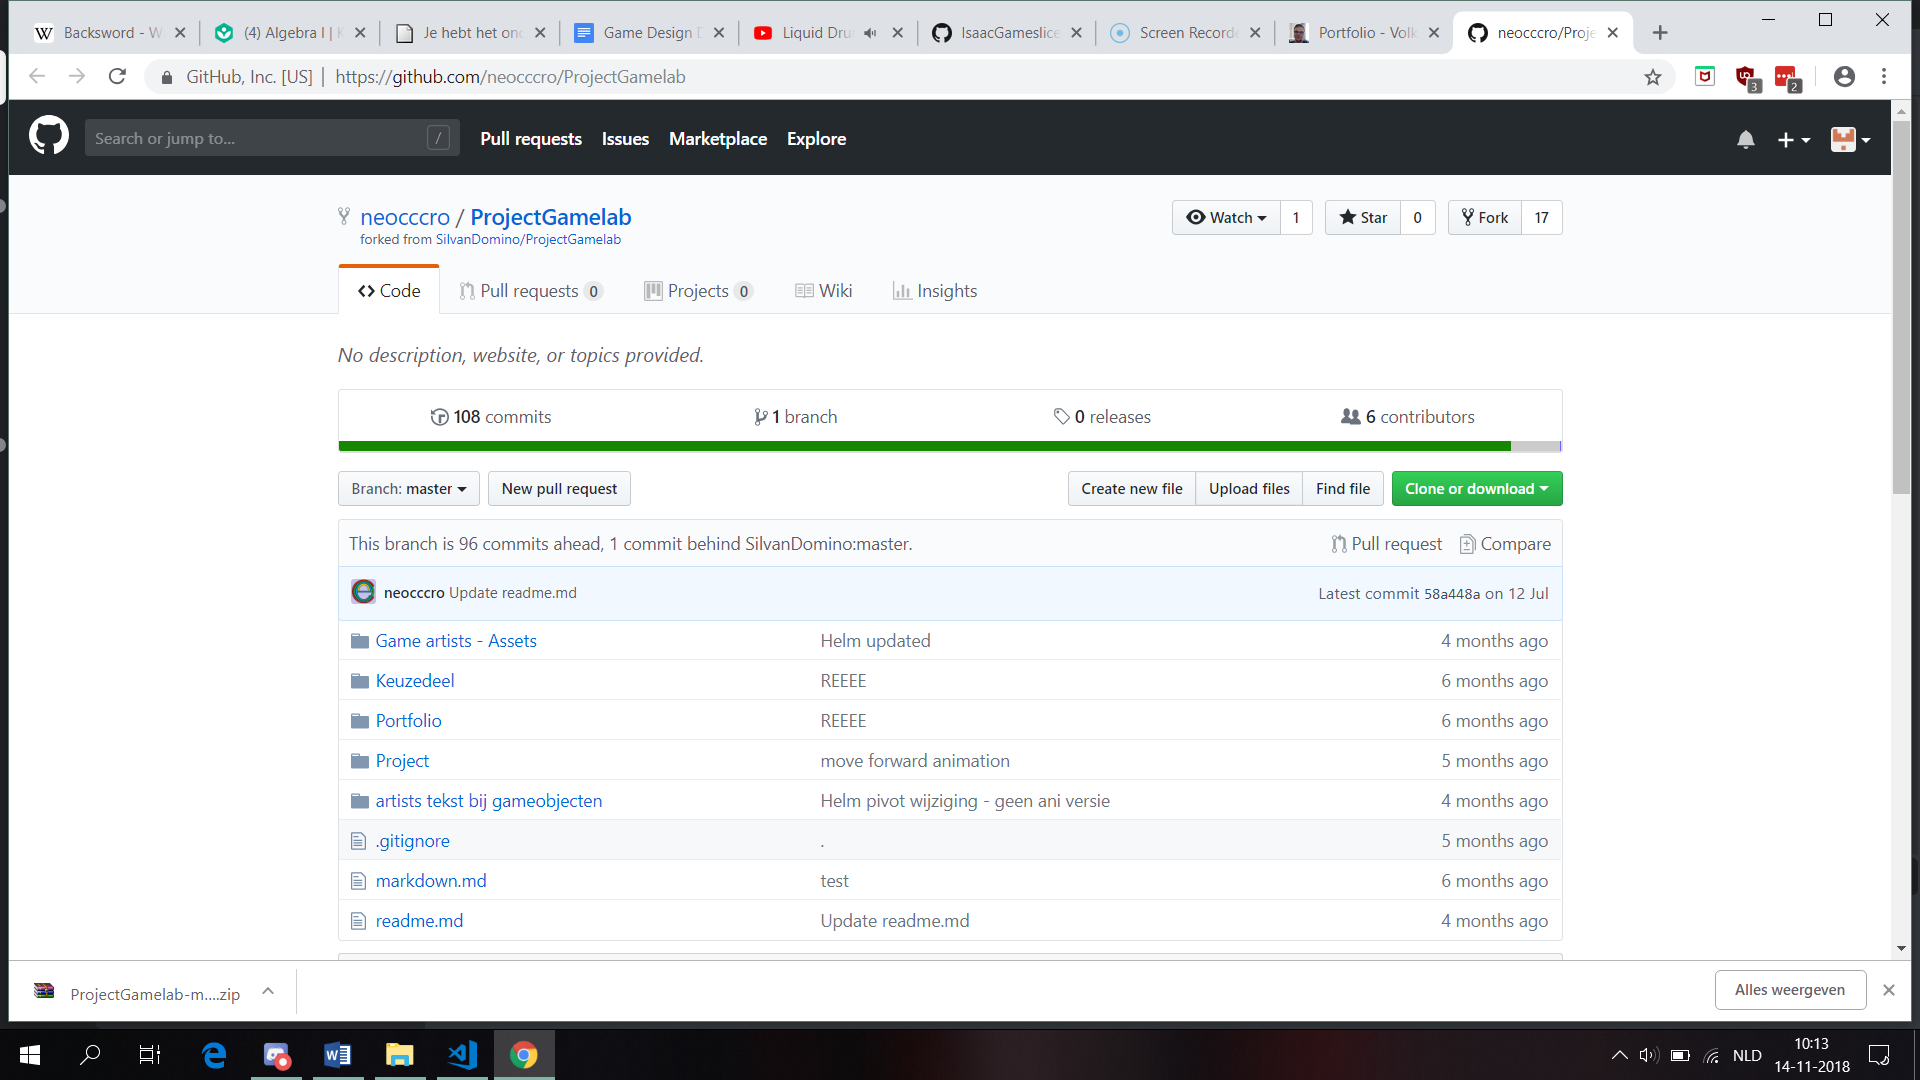 Backsword - W
(4) Algebra I | K
Je hebt het ond
Game Design D
Liquid Dru
IsaacGameslice
Screen Recorde
Portfolio - Volk
neocccro/Proje
GitHub, Inc. [US] | https://github.com/neocccro/ProjectGamelab
3
2
Search or jump to...
/
Pull requests
Issues
Marketplace
Explore
neocccro / ProjectGamelab
forked from SilvanDomino/ProjectGamelab
Watch 1
Star 0
Fork 17
Code
Pull requests 0
Projects 0
Wiki
Insights
No description, website, or topics provided.
108 commits
1 branch
0 releases
6 contributors
Branch: master
New pull request
Create new file
Upload files
Find file
Clone or download
This branch is 96 commits ahead, 1 commit behind SilvanDomino:master.
Pull request
Compare
neocccro Update readme.md
Latest commit 58a448a on 12 Jul
Game artists - Assets Helm updated 4 months ago
Keuzedeel REEEE 6 months ago
Portfolio REEEE 6 months ago
Project move forward animation 5 months ago
artists tekst bij gameobjecten Helm pivot wijziging - geen ani versie 4 months ago
.gitignore . 5 months ago
markdown.md test 6 months ago
readme.md Update readme.md 4 months ago
ProjectGamelab-m....zip
Alles weergeven
NLD
10:13
14-11-2018